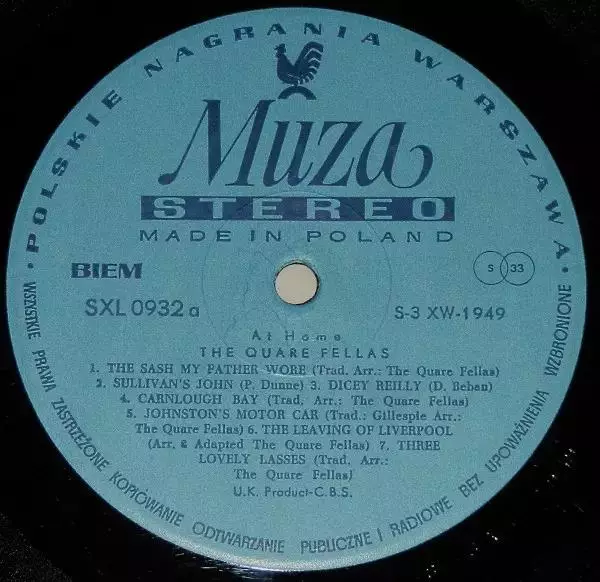 • POLSKIE NAGRANIA WARSZAWA •
Muza
STEREO
MADE IN POLAND
BIEM
S 33
SXL 0932 a
S-3 XW-1949
At Home
THE QUARE FELLAS
1. THE SASH MY FATHER WORE (Trad. Arr.: The Quare Fellas)
2. SULLIVAN'S JOHN (P. Dunne) 3. DICEY REILLY (D. Behan)
4. CARNLOUGH BAY (Trad. Arr.: The Quare Fellas)
5. JOHNSTON'S MOTOR CAR (Trad.: Gillespie Arr.:
The Quare Fellas) 6. THE LEAVING OF LIVERPOOL
(Arr. & Adapted The Quare Fellas) 7. THREE
LOVELY LASSES (Trad. Arr.:
The Quare Fellas)
U.K. Product-C.B.S.
WSZYSTKIE PRAWA ZASTRZEŻONE KOPIOWANIE ODTWARZANIE PUBLICZNE I RADIOWE BEZ UPOWAŻNIENIA WZBRONIONE